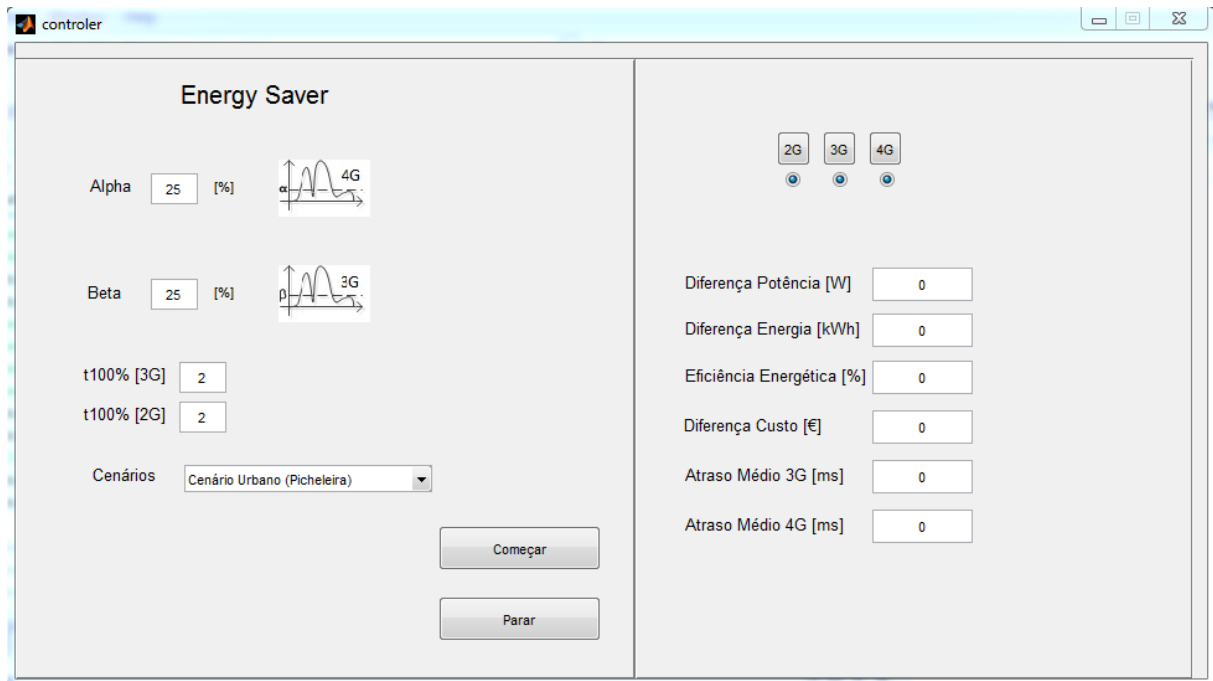 controler
Energy Saver
Alpha 25 [%] α 4G
Beta 25 [%] β 3G
t100% [3G] 2
t100% [2G] 2
Cenários Cenário Urbano (Picheleira)
Começar
Parar
2G 3G 4G
Diferença Potência [W] 0
Diferença Energia [kWh] 0
Eficiência Energética [%] 0
Diferença Custo [€] 0
Atraso Médio 3G [ms] 0
Atraso Médio 4G [ms] 0